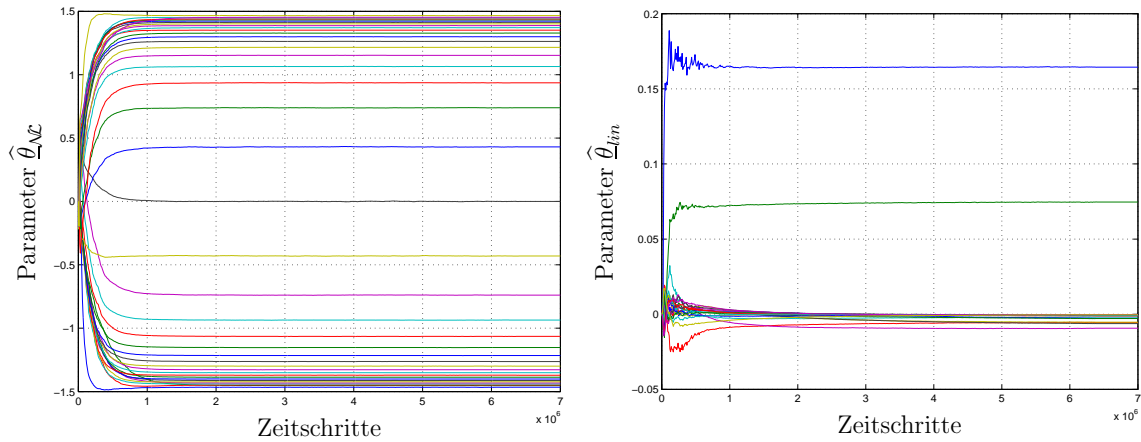 1.5
1
0.5
0
−0.5
−1
−1.5
Parameter θ̂_NL
0 1 2 3 4 5 6 7
x 10^6
Zeitschritte
0.2
0.15
0.1
0.05
0
−0.05
Parameter θ̂_lin
0 1 2 3 4 5 6 7
x 10^6
Zeitschritte